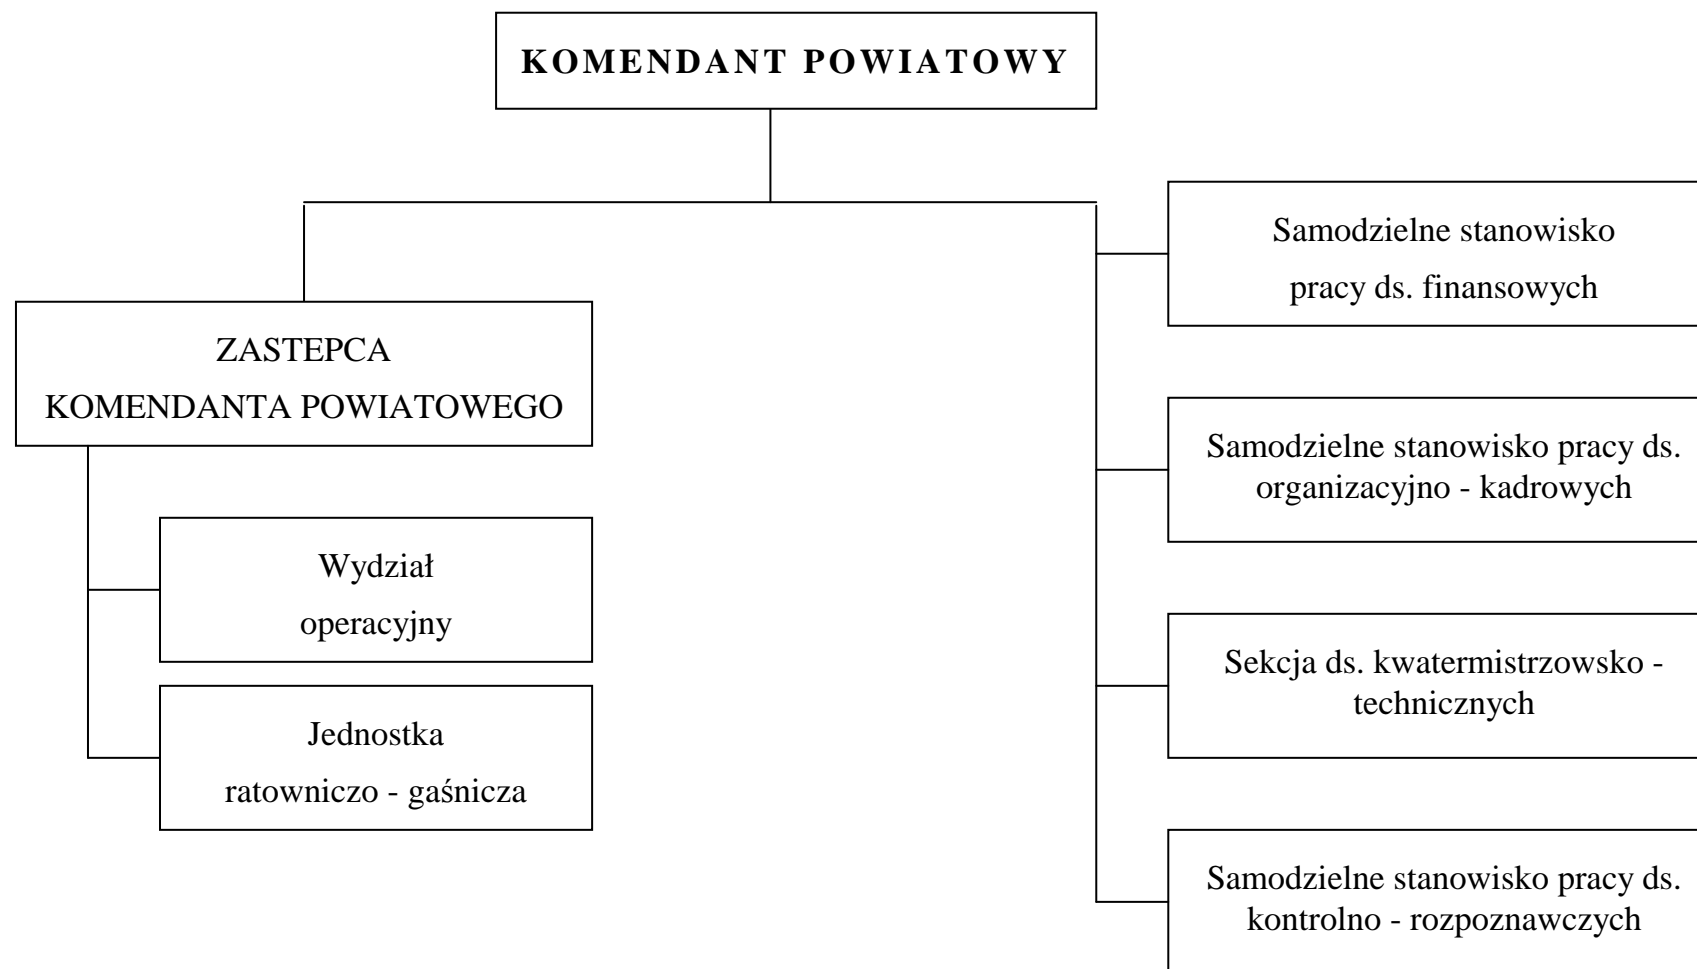 KOMENDANT POWIATOWY
ZASTEPCA
KOMENDANTA POWIATOWEGO
Wydział
operacyjny
Jednostka
ratowniczo - gaśnicza
Samodzielne stanowisko
pracy ds. finansowych
Samodzielne stanowisko pracy ds.
organizacyjno - kadrowych
Sekcja ds. kwatermistrzowsko -
technicznych
Samodzielne stanowisko pracy ds.
kontrolno - rozpoznawczych